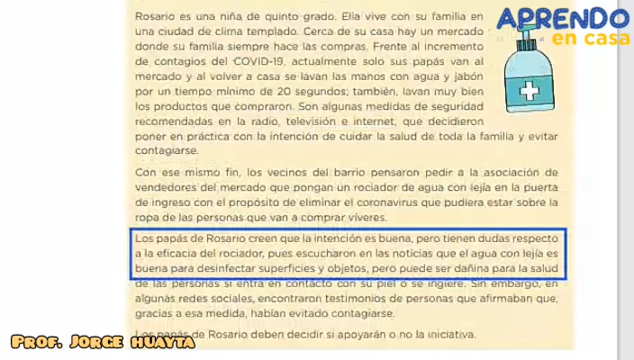 APRENDO
en casa
Rosario es una niña de quinto grado. Ella vive con su familia en
una ciudad de clima templado. Cerca de su casa hay un mercado
donde su familia siempre hace las compras. Frente al incremento
de contagios del COVID-19, actualmente solo sus papás van al
mercado y al volver a casa se lavan las manos con agua y jabón
por un tiempo mínimo de 20 segundos; también, lavan muy bien
los productos que compraron. Son algunas medidas de seguridad
recomendadas en la radio, televisión e internet, que decidieron
poner en práctica con la intención de cuidar la salud de toda la familia y evitar
contagiarse.
Con ese mismo fin, los vecinos del barrio pensaron pedir a la asociación de
vendedores del mercado que pongan un rociador de agua con lejía en la puerta
de ingreso con el propósito de eliminar el coronavirus que pudiera estar sobre la
ropa de las personas que van a comprar víveres.
Los papás de Rosario creen que la intención es buena, pero tienen dudas respecto
a la eficacia del rociador, pues escucharon en las noticias que el agua con lejía es
buena para desinfectar superficies y objetos, pero puede ser dañina para la salud
de las personas si entra en contacto con su piel o se ingiere. Sin embargo, en
algunas redes sociales, encontraron testimonios de personas que afirmaban que,
gracias a esa medida, habían evitado contagiarse.
Los papás de Rosario deben decidir si apoyarán o no la iniciativa.
PROF. JORGE HUAYTA